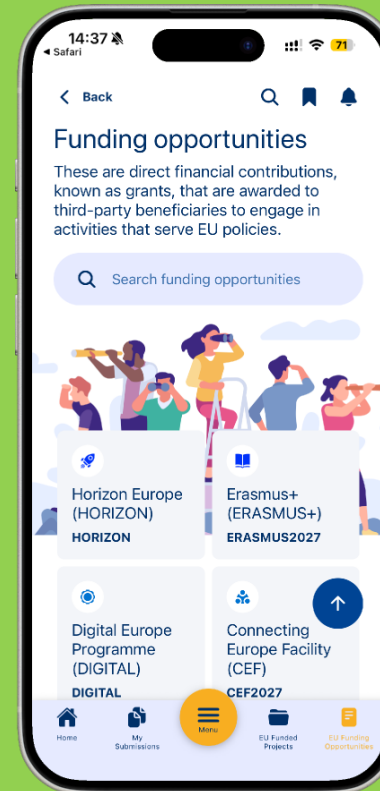 14:37
Safari
71
Back
Funding opportunities
These are direct financial contributions,
known as grants, that are awarded to
third-party beneficiaries to engage in
activities that serve EU policies.
Search funding opportunities
Horizon Europe
(HORIZON)
HORIZON
Erasmus+
(ERASMUS+)
ERASMUS2027
Digital Europe
Programme
(DIGITAL)
DIGITAL
Connecting
Europe Facility
(CEF)
CEF2027
Home
My
Submissions
Menu
EU Funded
Projects
EU Funding
Opportunities